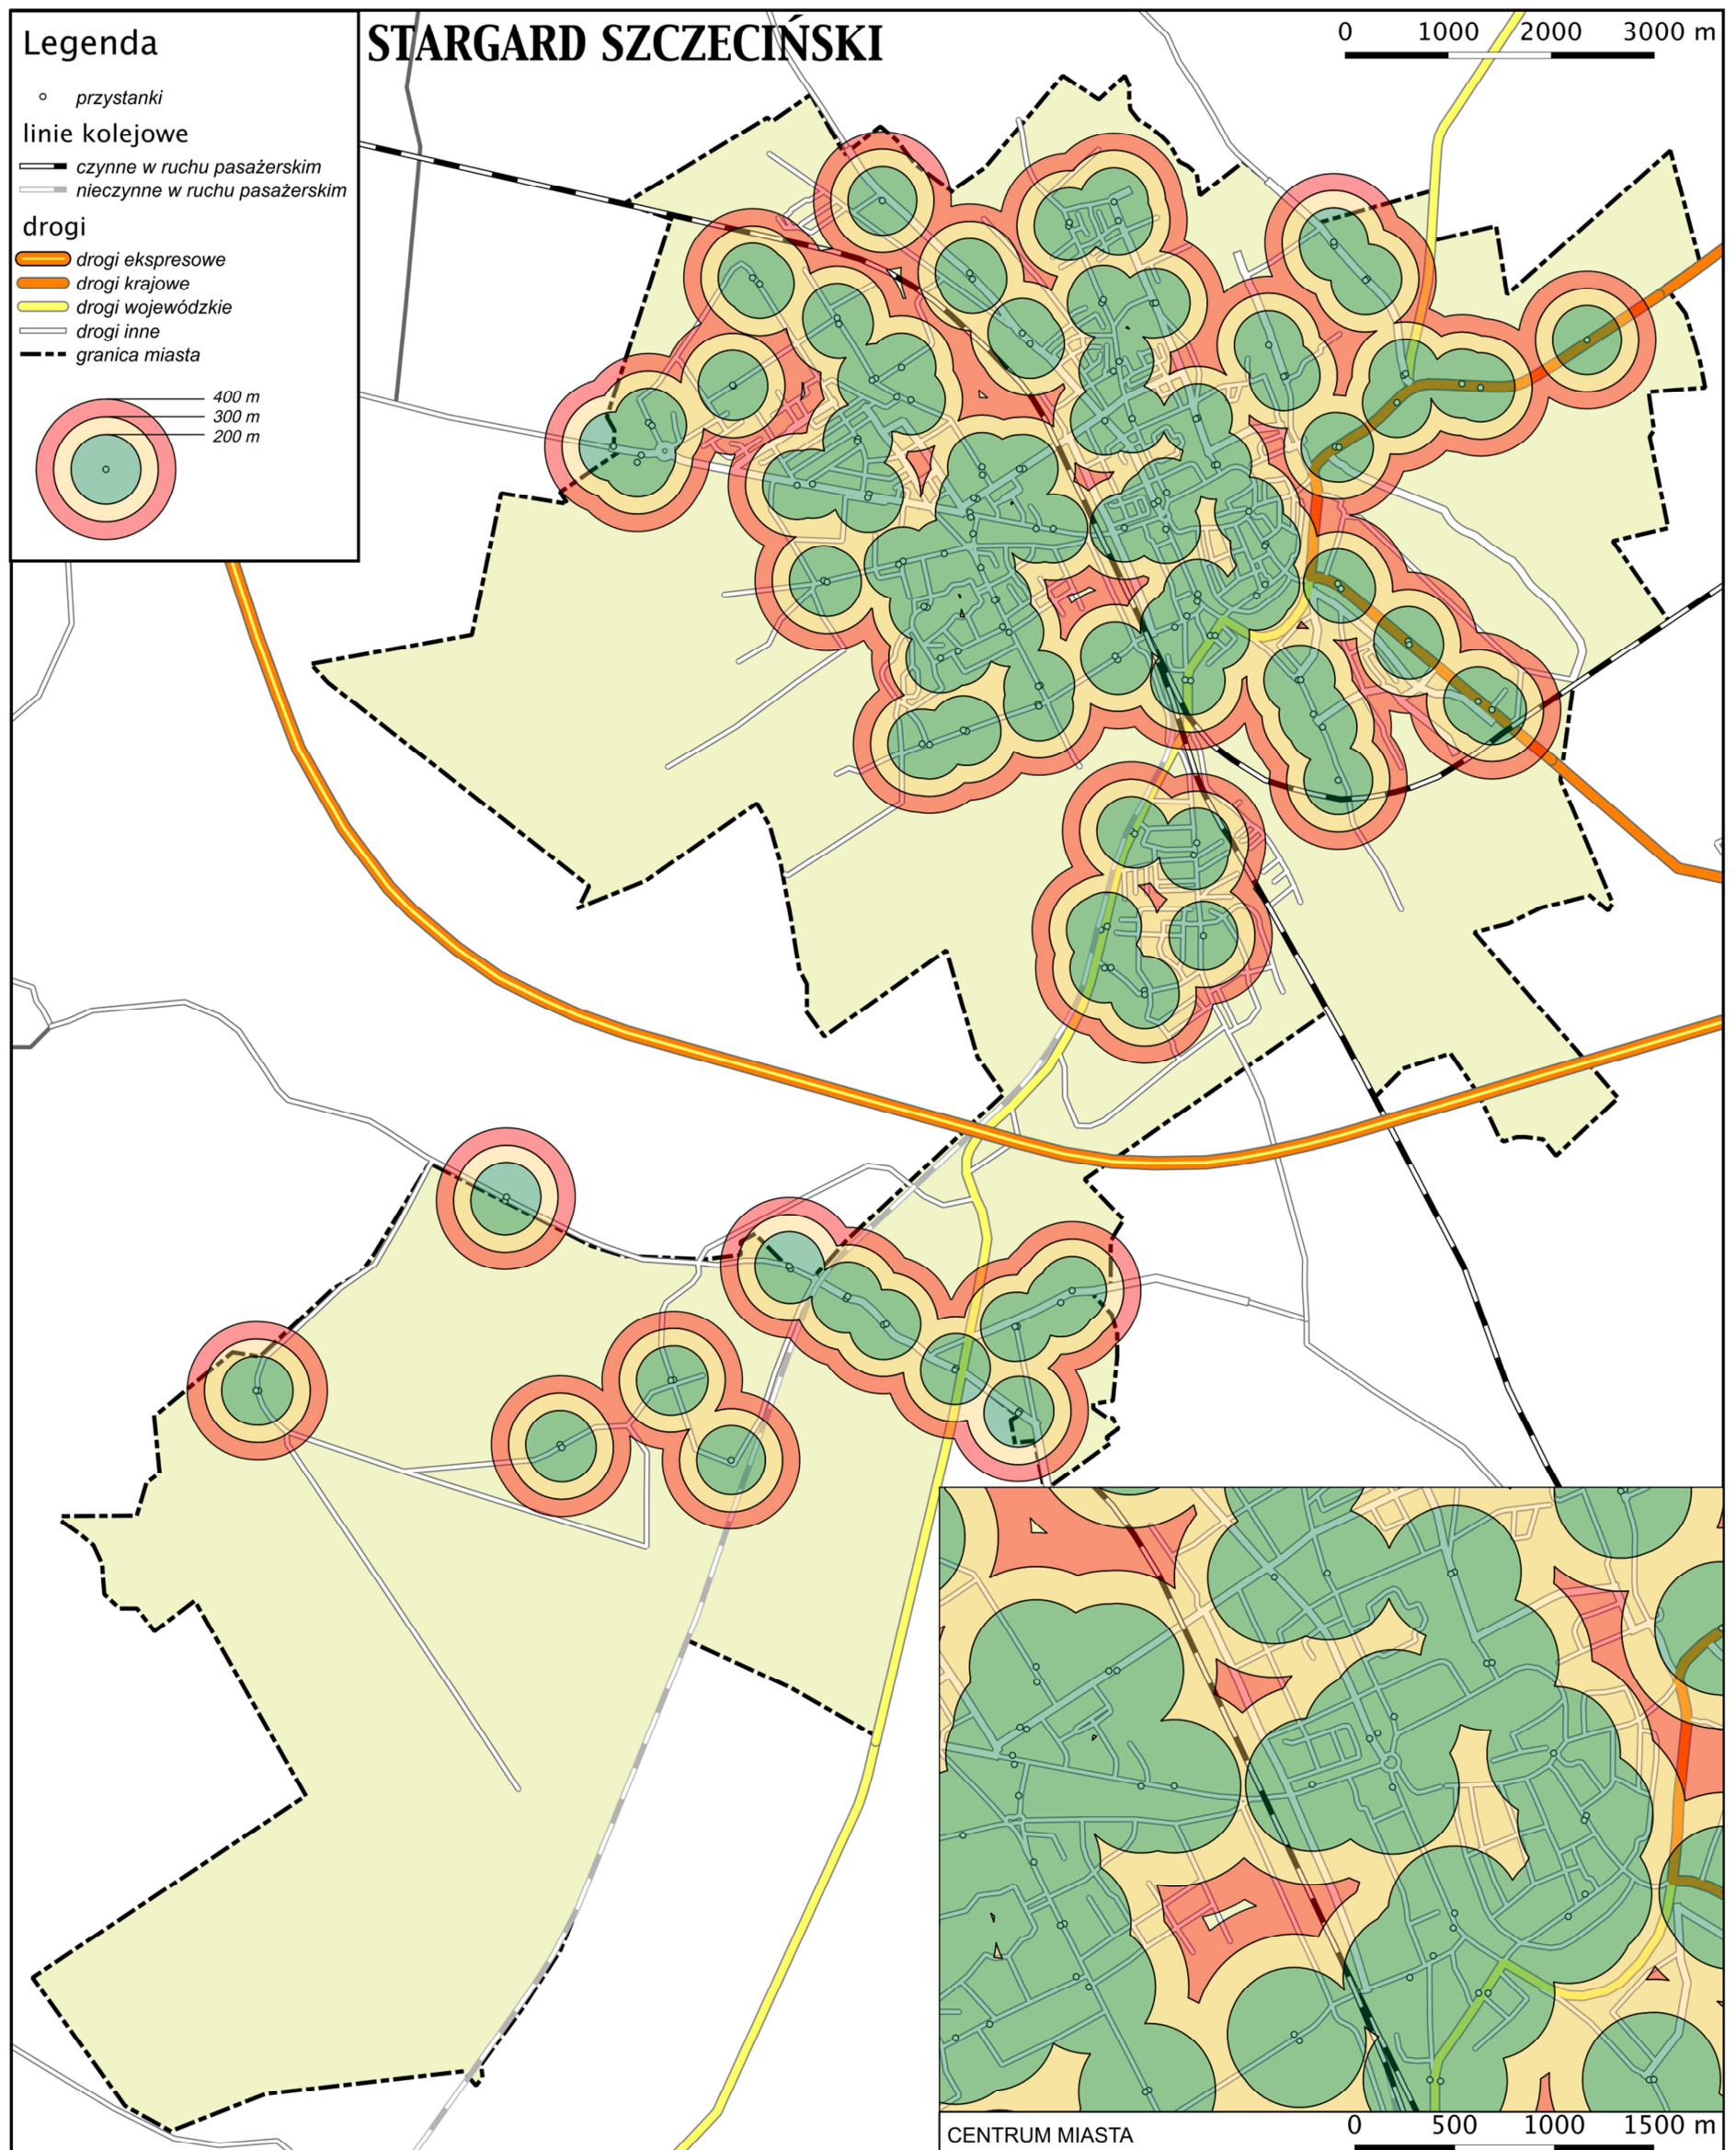 STARGARD SZCZECIŃSKI
0 1000 2000 3000 m
Legenda
przystanki
linie kolejowe
czynne w ruchu pasażerskim
nieczynne w ruchu pasażerskim
drogi
drogi ekspresowe
drogi krajowe
drogi wojewódzkie
drogi inne
granica miasta
400 m
300 m
200 m
CENTRUM MIASTA
0 500 1000 1500 m